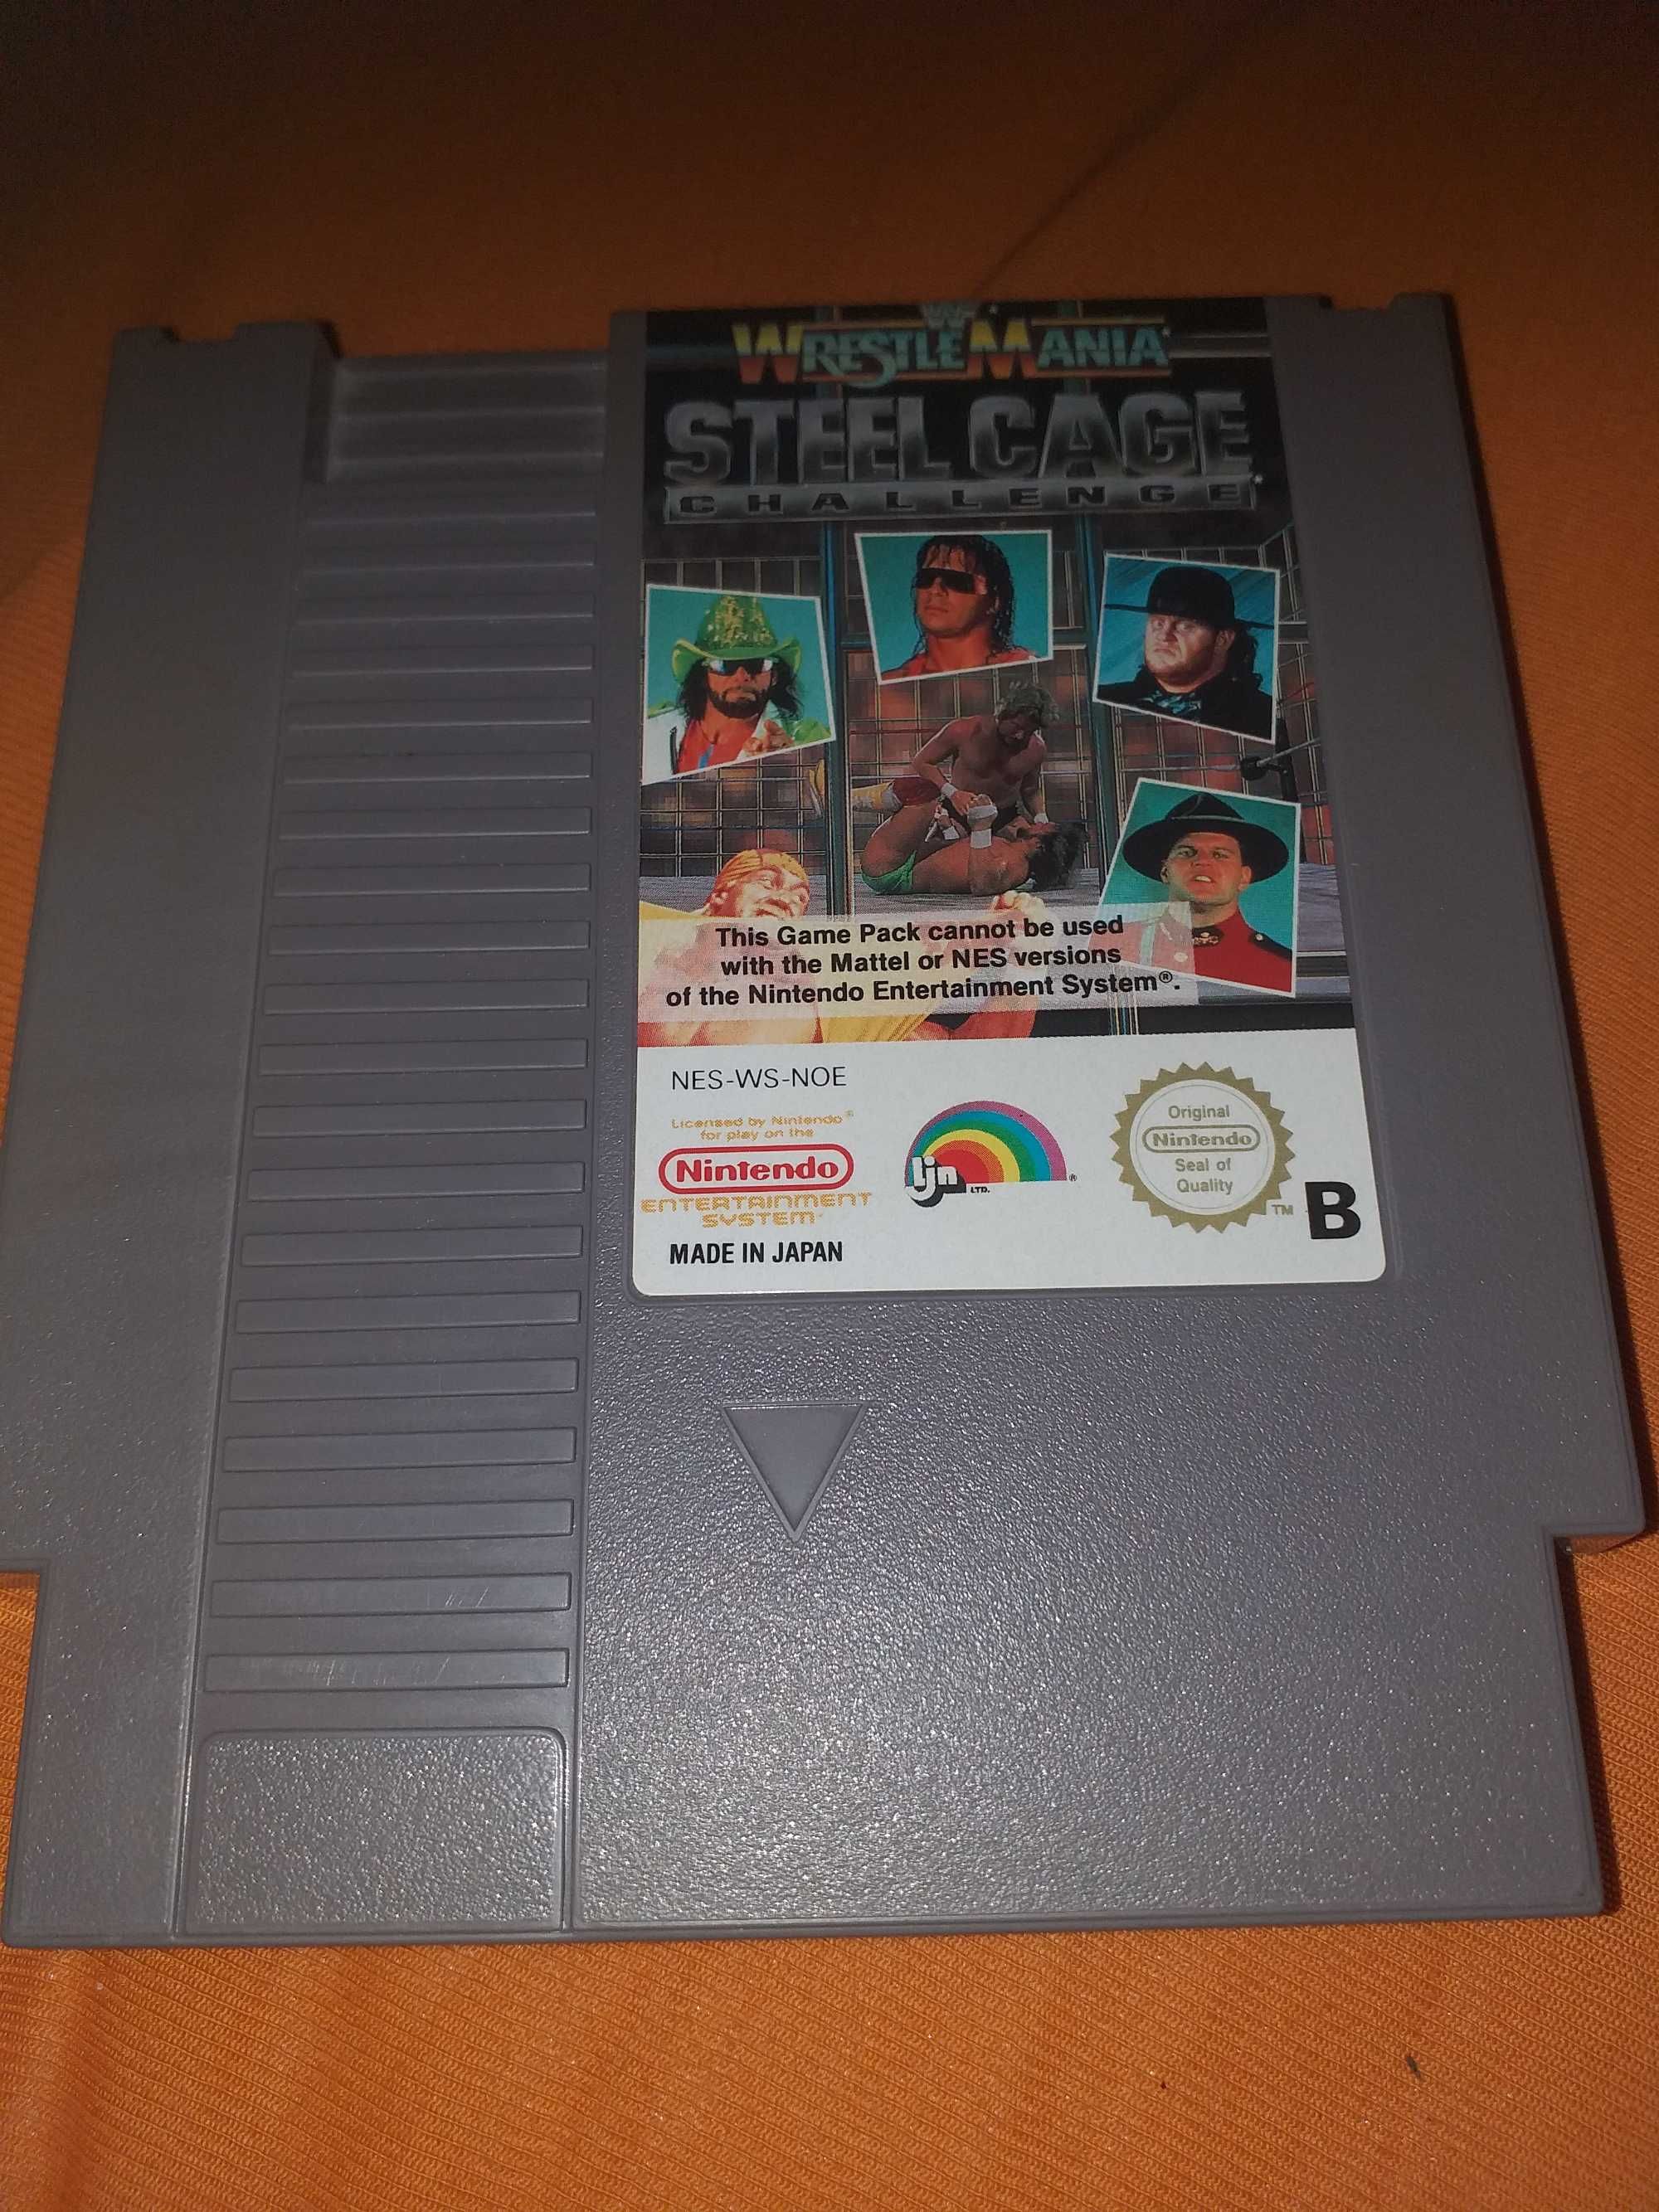 WF
WRESTLEMANIA
STEEL CAGE
CHALLENGE
This Game Pack cannot be used
with the Mattel or NES versions
of the Nintendo Entertainment System®.
NES-WS-NOE
Licensed by Nintendo®
for play on the
Nintendo
ENTERTAINMENT
SYSTEM™
MADE IN JAPAN
ljn
LTD.
®
Original
Nintendo
Seal of
Quality
TM
B